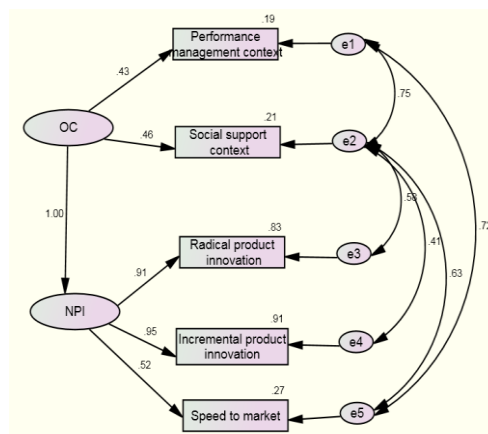 .19
Performance
management context
e1
.43
.75
.21
OC
.46
Social support
context
e2
.58
1.00
.83
Radical product
innovation
e3
.41
.72
.63
.91
NPI
.91
.95
Incremental product
innovation
e4
.52
.27
Speed to market
e5